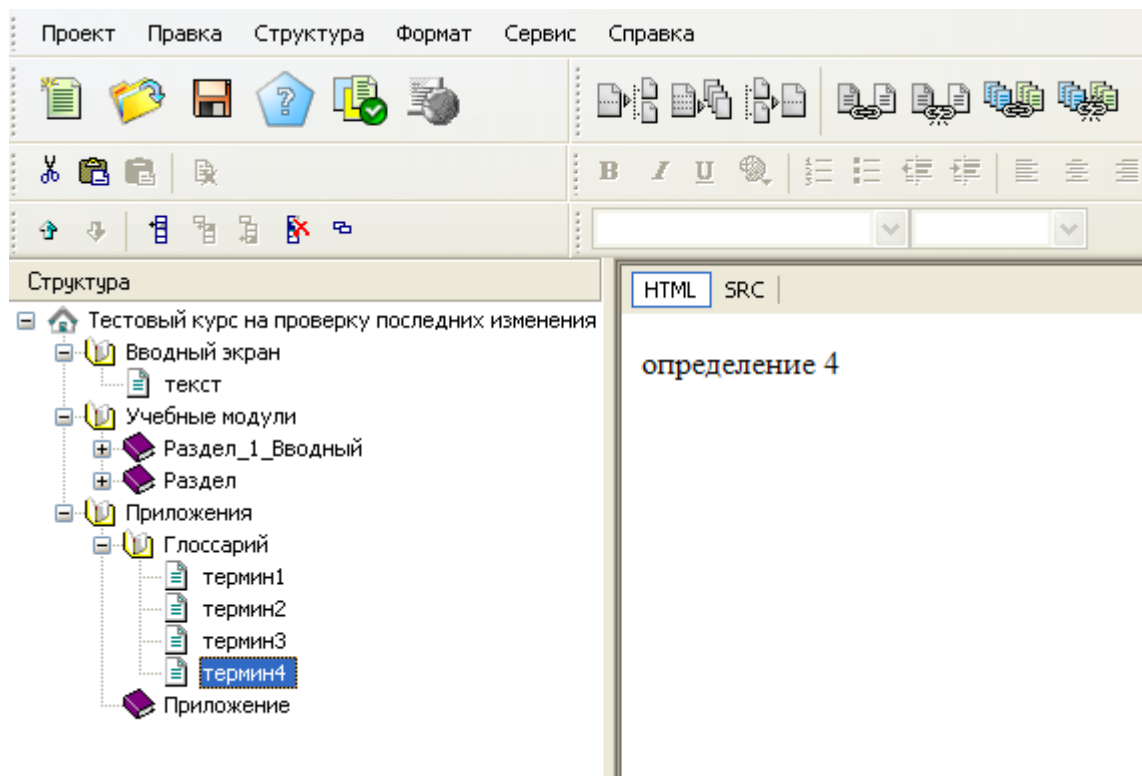 Проект Правка Структура Формат Сервис Справка
B I U
Структура
HTML SRC
Тестовый курс на проверку последних изменения
Вводный экран
текст
Учебные модули
Раздел_1_Вводный
Раздел
Приложения
Глоссарий
термин1
термин2
термин3
термин4
Приложение
определение 4